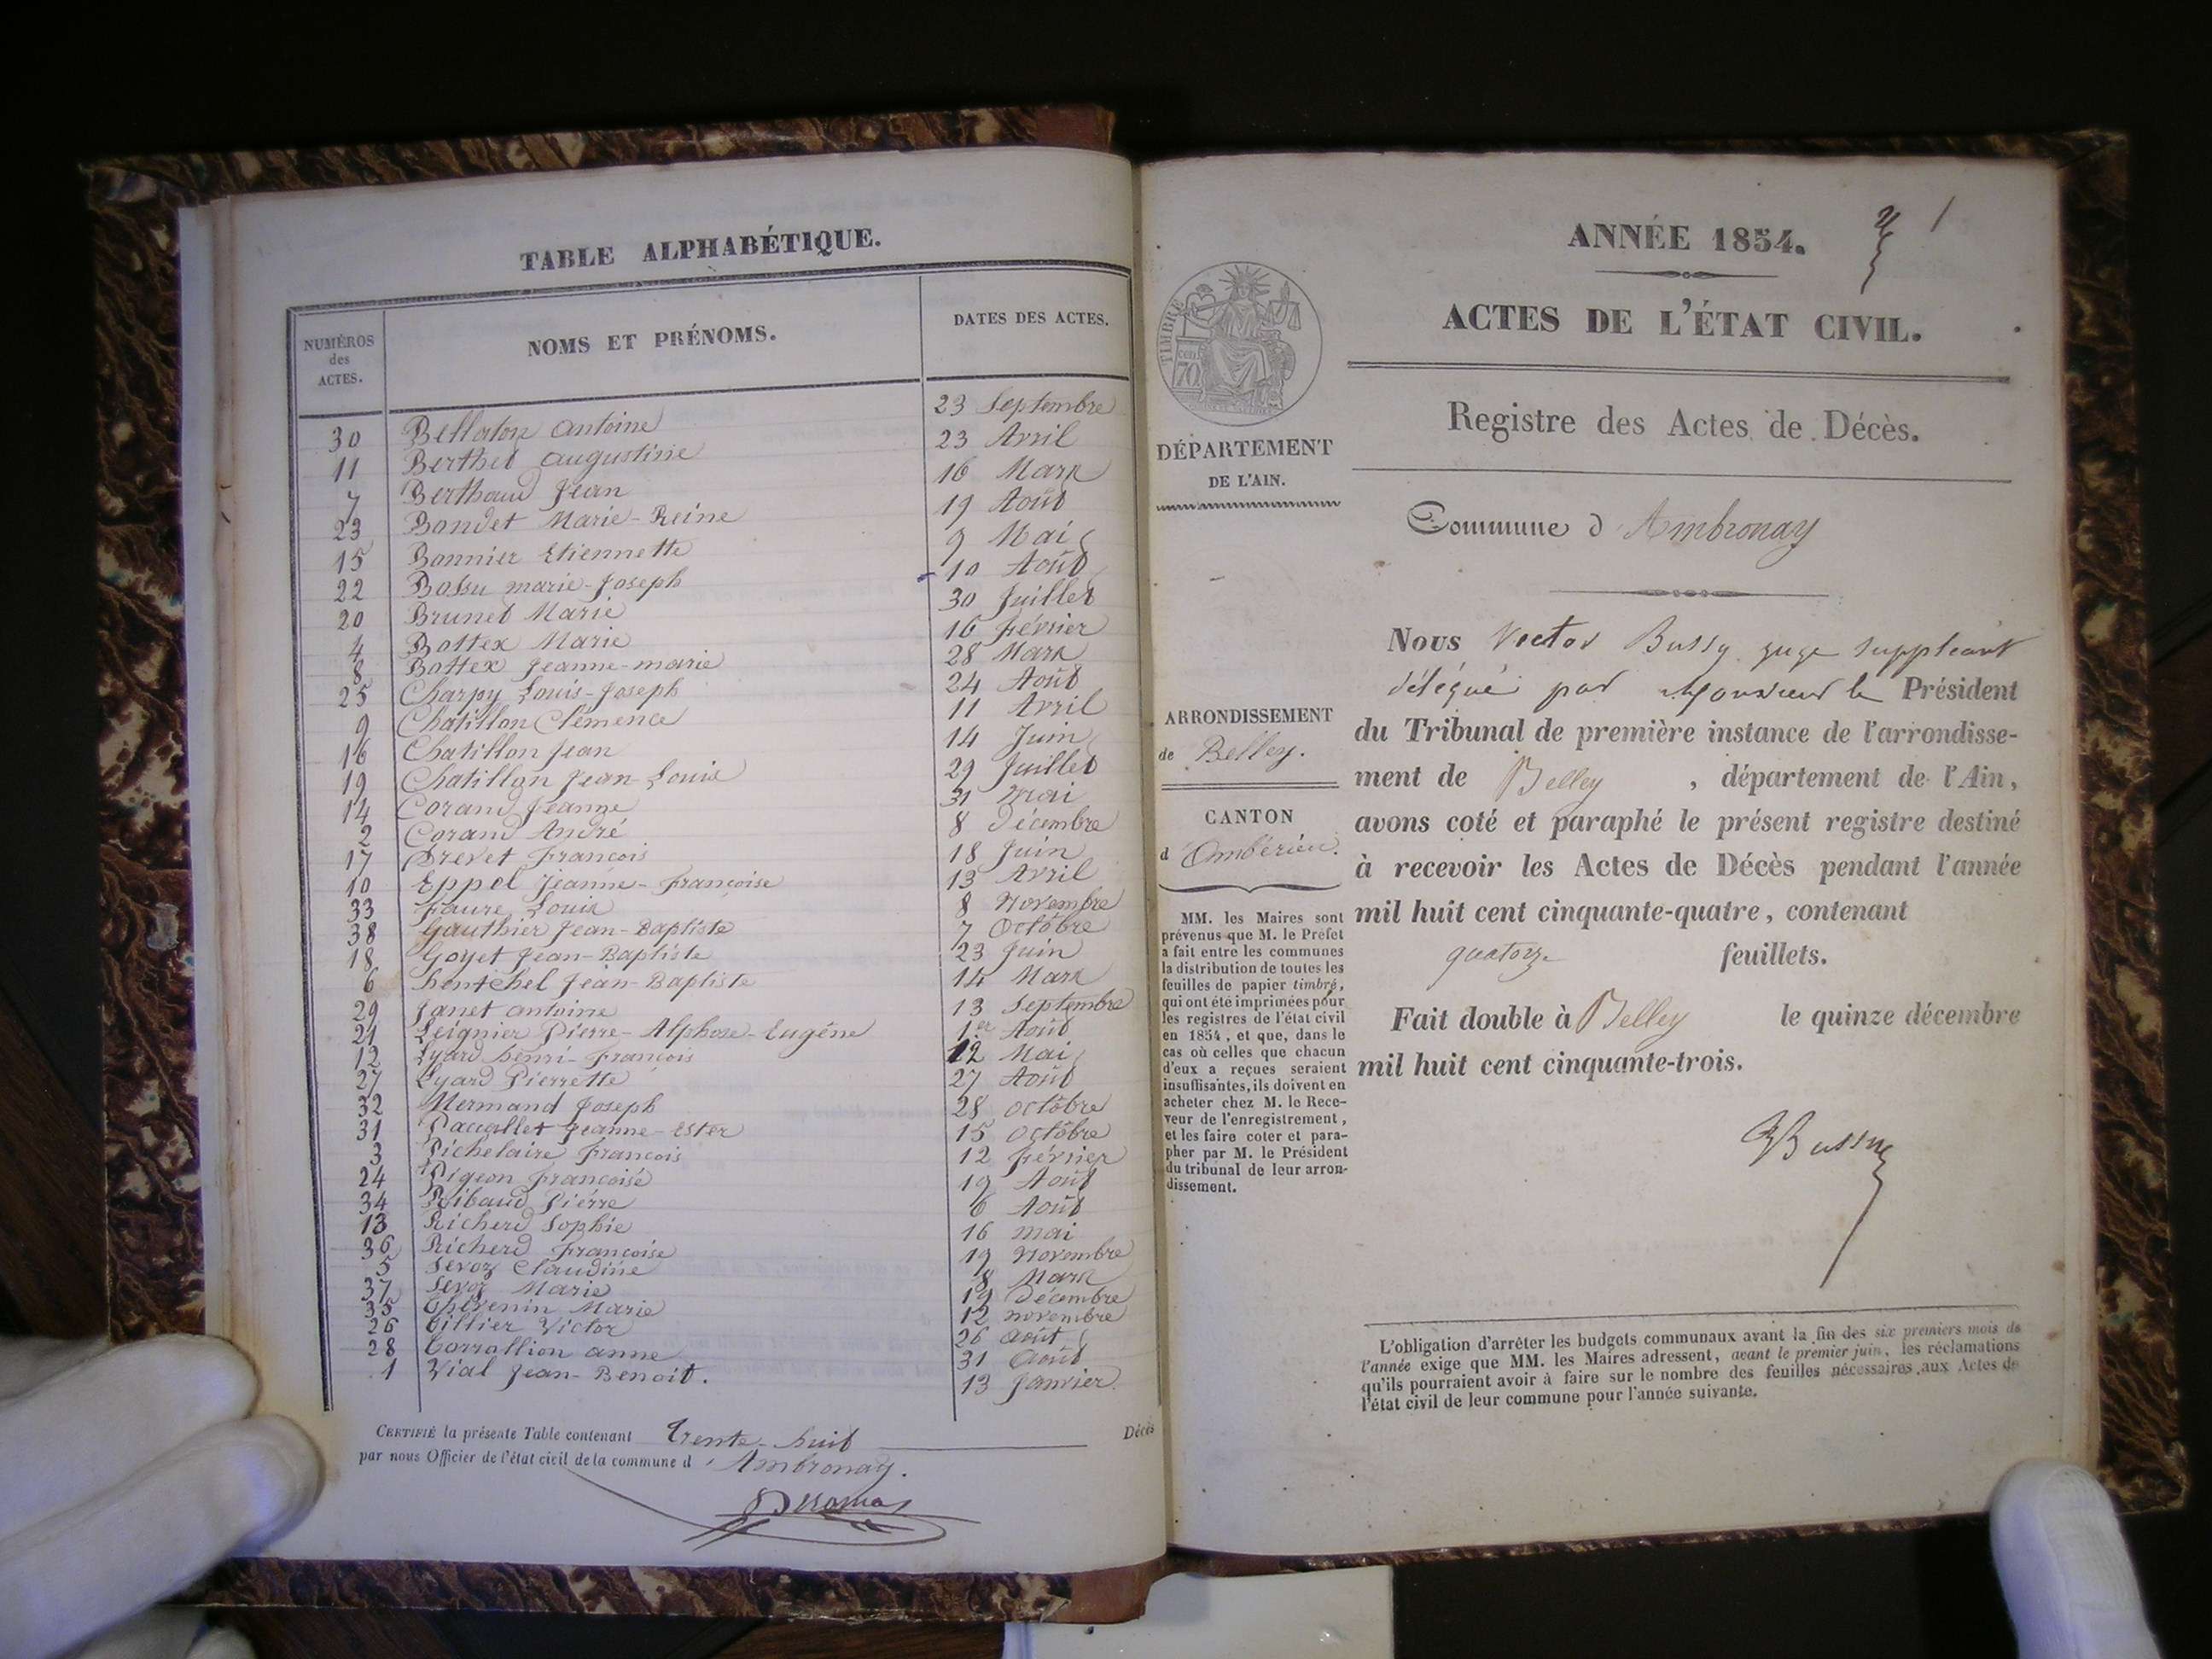 TABLE ALPHABÉTIQUE.
NUMÉROS des ACTES. NOMS ET PRÉNOMS. DATES DES ACTES.
30 Bellaton Antoine 23 Septembre
11 Berthet Augustine 23 Avril
7 Berthaud Jean 16 Mars
23 Bondet Marie-Reine 19 Août
15 Bonnier Etiennette 9 Mai
22 Bossu Marie-Joseph 10 Août
20 Brunet Marie 30 Juillet
4 Bottex Marie 16 Février
8 Bottex Jeanne-marie 28 Mars
25 Charpy Louis-Joseph 24 Août
9 Chatillon Clémence 11 Avril
16 Chatillon Jean 14 Juin
19 Chatillon Jean-Louis 29 Juillet
14 Corand Jeanne 31 Mai
2 Corand André 8 Décembre
17 Drevet François 18 Juin
10 Eppel Jeanne-Françoise 13 Avril
33 Faure Louis 8 Novembre
38 Gauthier Jean-Baptiste 7 Octobre
18 Goyet Jean-Baptiste 23 Juin
6 hentchel Jean-Baptiste 14 Mars
29 Janet Antoine 13 Septembre
21 Leignier Pierre-Alphose-Eugêne 1er Août
12 Lyard henri-François 12 Mai
27 Lyard Pierrette 27 Août
32 Mermand Joseph 28 octobre
31 Pacallet Jeanne-Ester 15 octobre
3 Pichelaire François 12 Février
24 Pigeon Françoise 19 Août
34 Ribaud Pierre 6 Août
13 Richerd Sophie 16 mai
36 Richerd Françoise 19 Novembre
5 Sevoz Claudine 8 Mars
37 Sevoz Marie 19 Décembre
35 Thévenin Marie 12 novembre
26 Tillier Victor 26 août
28 Torrallion anne 31 Août
1 Vial Jean-Benoit. 13 Janvier.
CERTIFIÉ la présente Table contenant Trente-huit Décès
par nous Officier de l'état civil de la commune d'Ambronay.
1
ANNÉE 1854.
ACTES DE L'ÉTAT CIVIL.
Registre des Actes de Décès.
TIMBRE
70 cent
DÉPARTEMENT
DE L'AIN.
ARRONDISSEMENT
de Belley.
CANTON
d'Ambérieu.
MM. les Maires sont
prévenus que M. le Préfet
a fait entre les communes
la distribution de toutes les
feuilles de papier timbré,
qui ont été imprimées pour
les registres de l'état civil
en 1854, et que, dans le
cas où celles que chacun
d'eux a reçues seraient
insuffisantes, ils doivent en
acheter chez M. le Rece-
veur de l'enregistrement,
et les faire coter et para-
pher par M. le Président
du tribunal de leur arron-
dissement.
Commune d'Ambronay
Nous Victor Bussy juge suppléant
délégué par Monsieur le Président
du Tribunal de première instance de l'arrondisse-
ment de Belley, département de l'Ain,
avons coté et paraphé le présent registre destiné
à recevoir les Actes de Décès pendant l'année
mil huit cent cinquante-quatre, contenant
quatorze feuillets.
Fait double à Belley le quinze décembre
mil huit cent cinquante-trois.
VBussy
L'obligation d'arrêter les budgets communaux avant la fin des six premiers mois de
l'année exige que MM. les Maires adressent, avant le premier juin, les réclamations
qu'ils pourraient avoir à faire sur le nombre des feuilles nécessaires aux Actes de
l'état civil de leur commune pour l'année suivante.